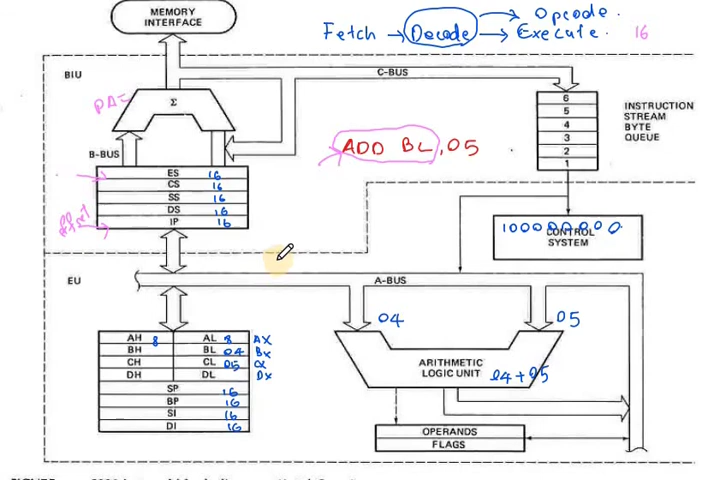 MEMORY
INTERFACE
Opcode.
Fetch → Decode → Execute. 16
C-BUS
BIU
PA=
Σ
6
5
4
3
2
1
INSTRUCTION
STREAM
BYTE
QUEUE
B-BUS
ADD BL, 05
ES 16
CS 16
SS 16
DS 16
IP 16
100000000
CONTROL
SYSTEM
EU
A-BUS
04
05
AH 8 AL 8 AX
BH BL 04 BX
CH CL 05 CX
DH DL DX
SP 16
BP 16
SI 16
DI 16
ARITHMETIC
LOGIC UNIT
04+05
OPERANDS
FLAGS